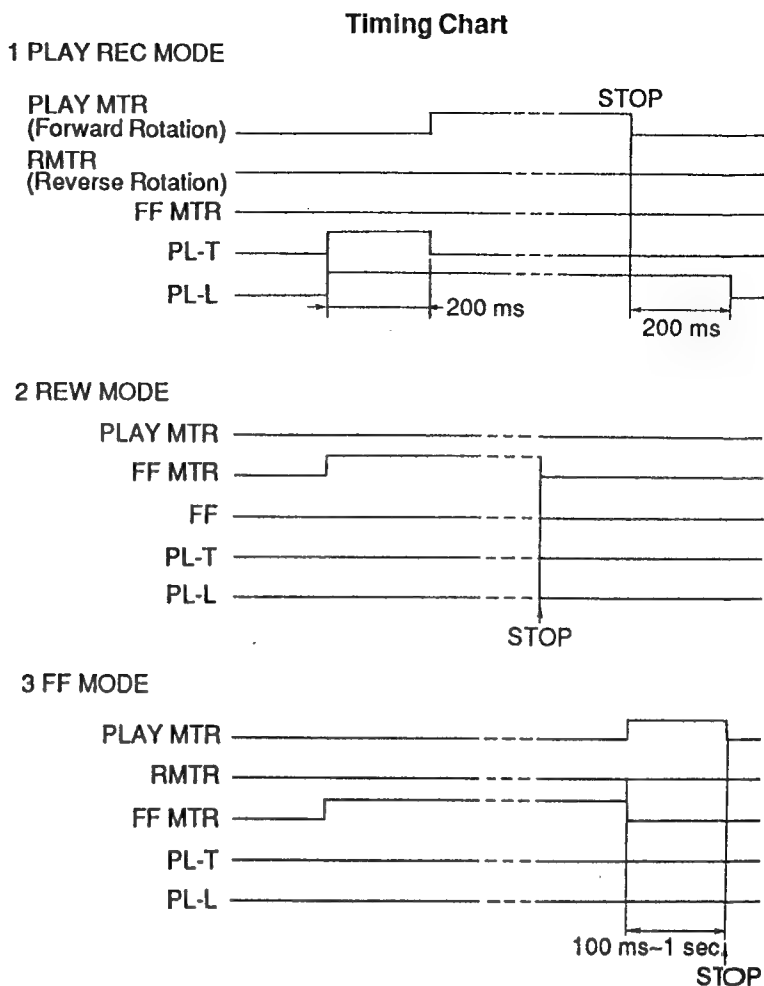 Timing Chart
1 PLAY REC MODE
STOP
PLAY MTR
(Forward Rotation)
RMTR
(Reverse Rotation)
FF MTR
PL-T
PL-L
200 ms
200 ms
2 REW MODE
PLAY MTR
FF MTR
FF
PL-T
PL-L
STOP
3 FF MODE
PLAY MTR
RMTR
FF MTR
PL-T
PL-L
100 ms~1 sec
STOP